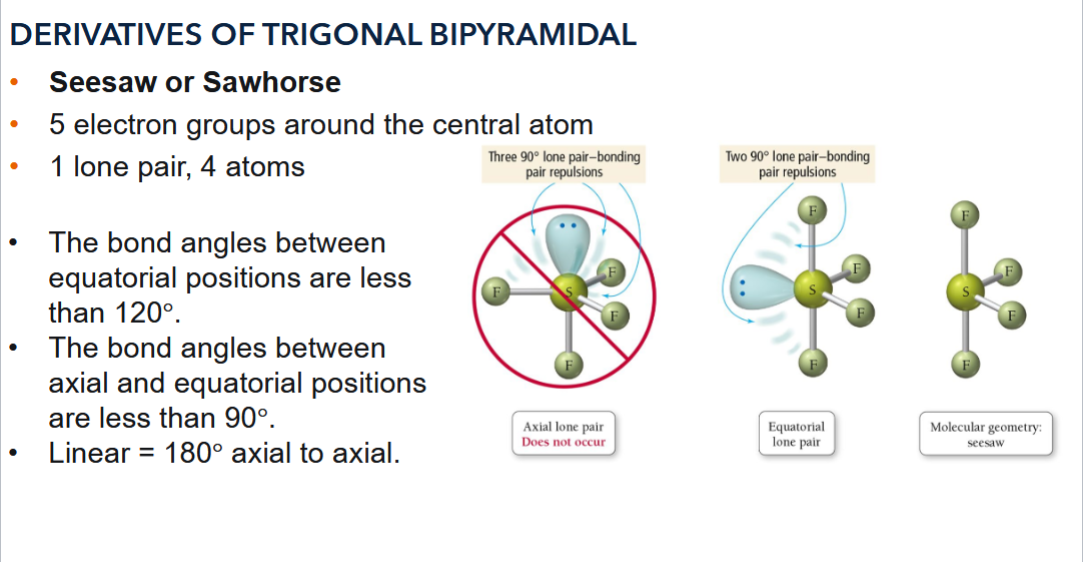 DERIVATIVES OF TRIGONAL BIPYRAMIDAL
• Seesaw or Sawhorse
• 5 electron groups around the central atom
• 1 lone pair, 4 atoms
• The bond angles between
equatorial positions are less
than 120°.
• The bond angles between
axial and equatorial positions
are less than 90°.
• Linear = 180° axial to axial.
Three 90° lone pair–bonding
pair repulsions
F
S
F
F
F
Axial lone pair
Does not occur
Two 90° lone pair–bonding
pair repulsions
F
F
S
F
F
Equatorial
lone pair
F
F
S
F
F
Molecular geometry:
seesaw